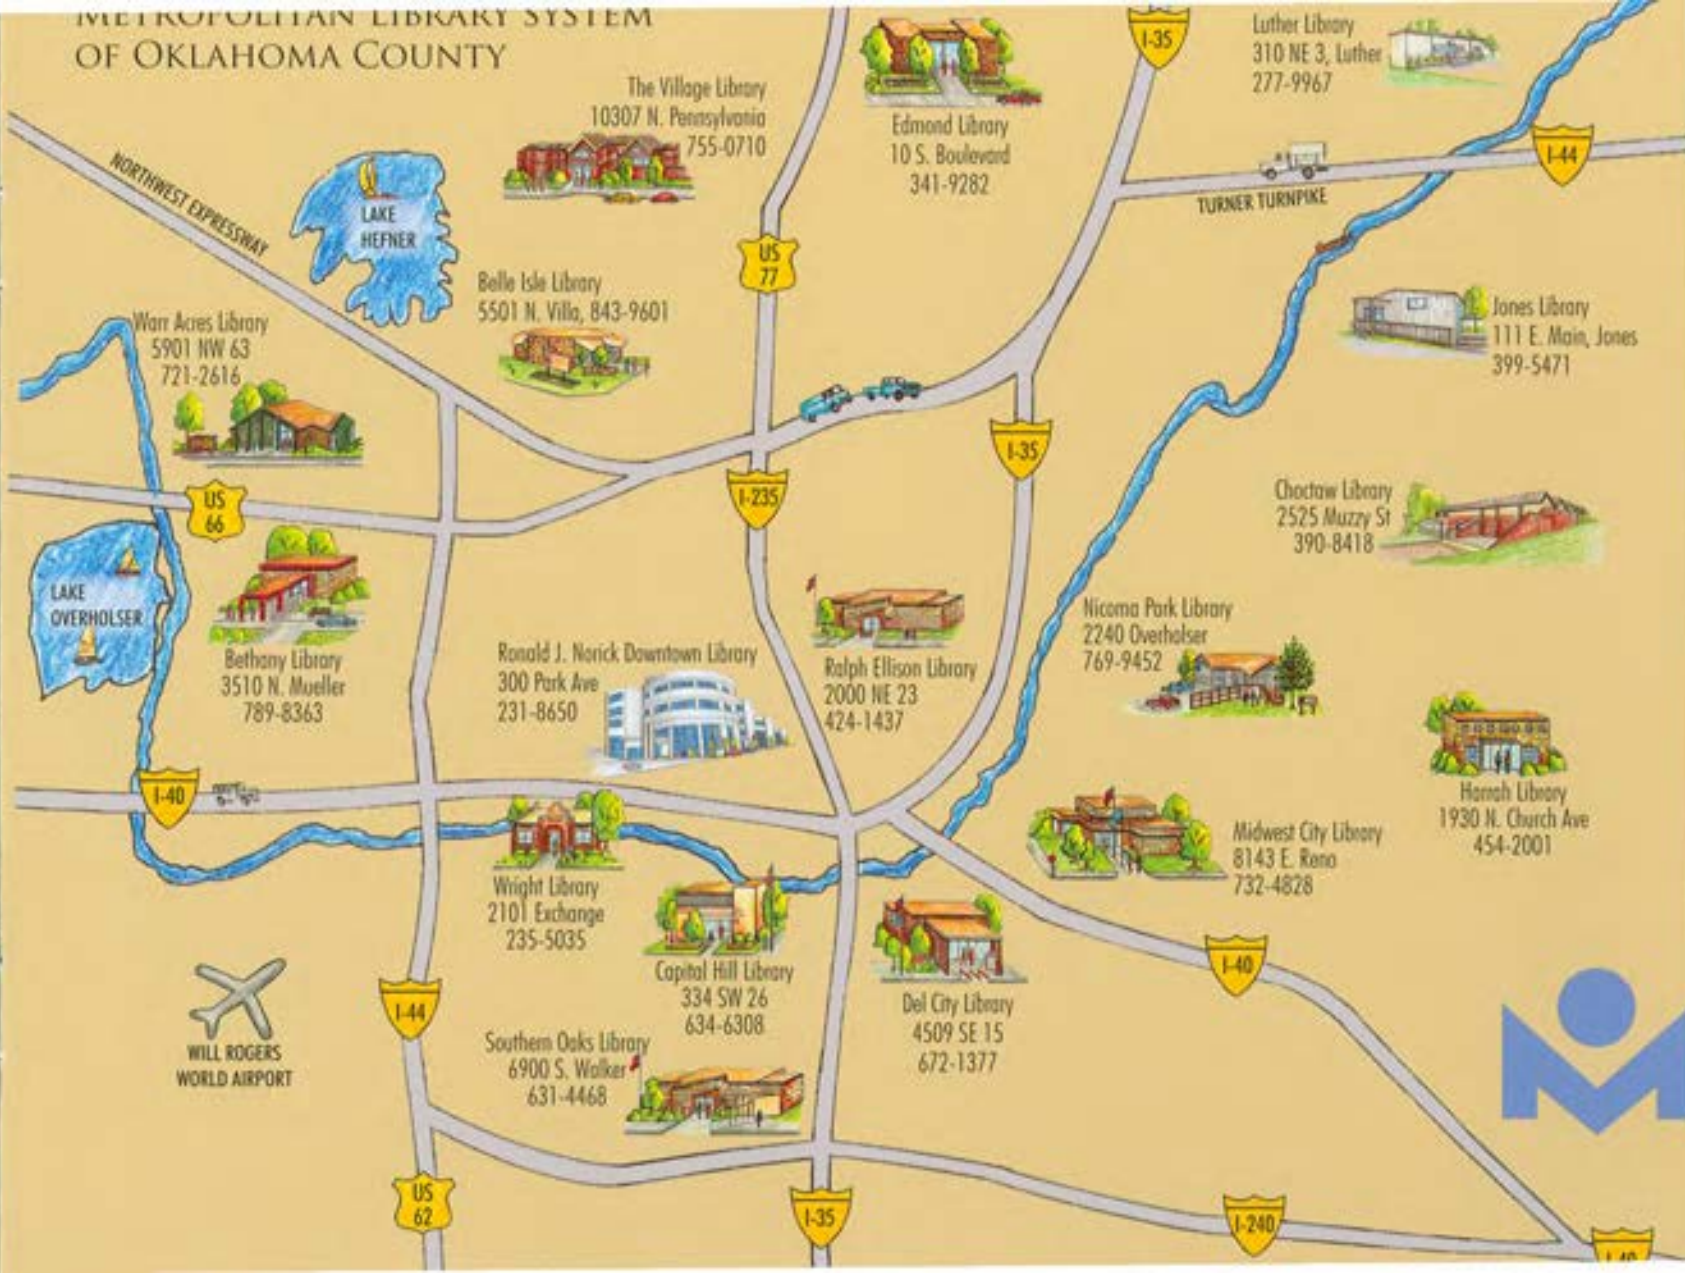 METROPOLITAN LIBRARY SYSTEM
OF OKLAHOMA COUNTY
The Village Library
10307 N. Pennsylvania
755-0710
Edmond Library
10 S. Boulevard
341-9282
I-35
Luther Library
310 NE 3, Luther
277-9967
I-44
TURNER TURNPIKE
NORTHWEST EXPRESSWAY
LAKE
HEFNER
US
77
Belle Isle Library
5501 N. Villa, 843-9601
Jones Library
111 E. Main, Jones
399-5471
Warr Acres Library
5901 NW 63
721-2616
I-35
US
66
I-235
Choctaw Library
2525 Muzzy St
390-8418
LAKE
OVERHOLSER
Bethany Library
3510 N. Mueller
789-8363
Ronald J. Norick Downtown Library
300 Park Ave
231-8650
Ralph Ellison Library
2000 NE 23
424-1437
Nicoma Park Library
2240 Overholser
769-9452
I-40
Harrah Library
1930 N. Church Ave
454-2001
Midwest City Library
8143 E. Reno
732-4828
Wright Library
2101 Exchange
235-5035
Capital Hill Library
334 SW 26
634-6308
Del City Library
4509 SE 15
672-1377
I-40
I-44
WILL ROGERS
WORLD AIRPORT
Southern Oaks Library
6900 S. Walker
631-4468
US
62
I-35
I-240
I-40